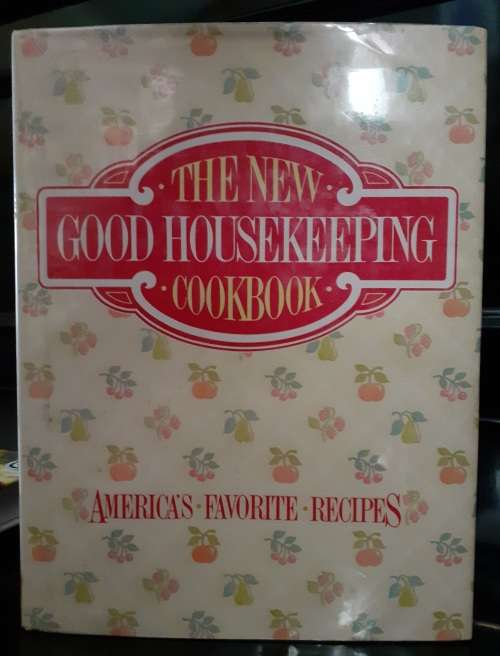 THE NEW
GOOD HOUSEKEEPING
COOKBOOK
AMERICA'S · FAVORITE · RECIPES